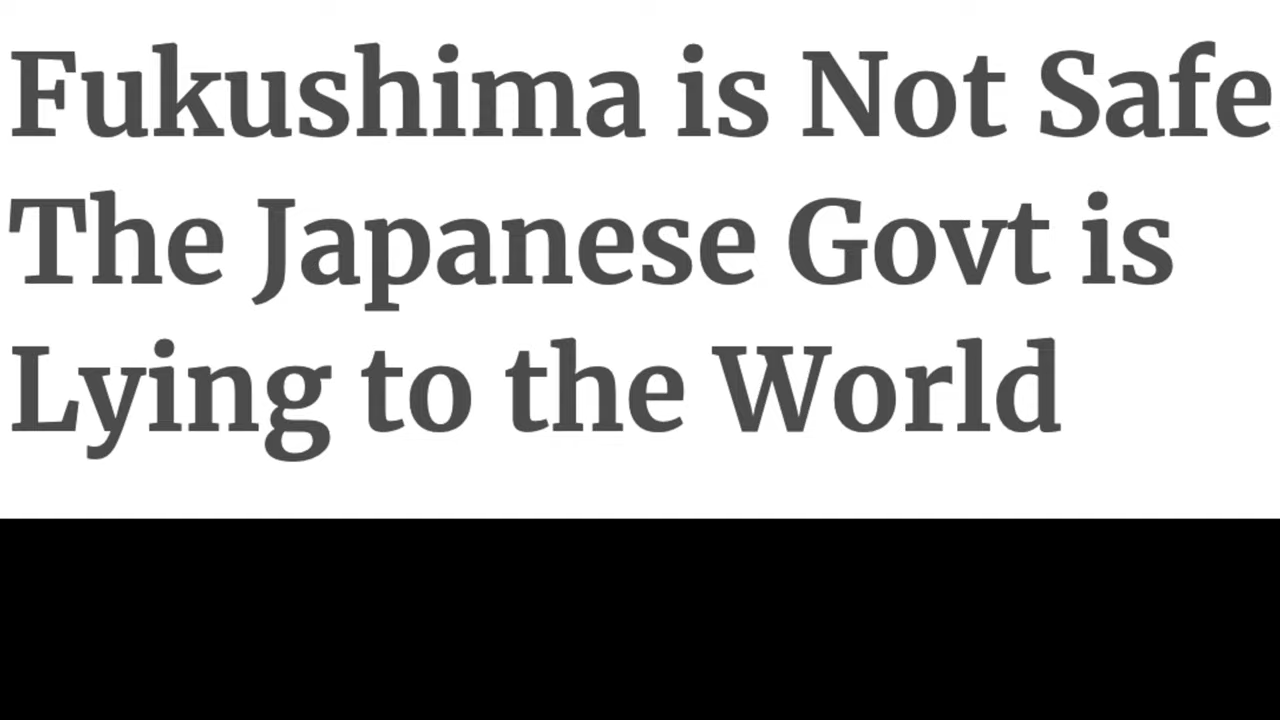 Fukushima is Not Safe
The Japanese Govt is
Lying to the World